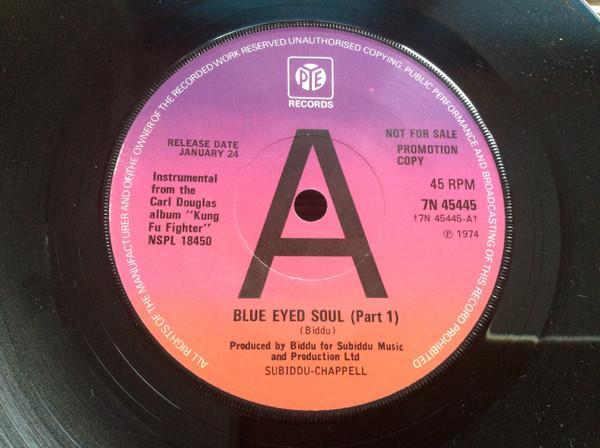 ALL RIGHTS OF THE MANUFACTURER AND OF THE OWNER OF THE RECORDED WORK RESERVED UNAUTHORISED COPYING, PUBLIC PERFORMANCE AND BROADCASTING OF THIS RECORD PROHIBITED
PYE
RECORDS
RELEASE DATE
JANUARY 24
NOT FOR SALE
PROMOTION
COPY
A
Instrumental
from the
Carl Douglas
album "Kung
Fu Fighter"
NSPL 18450
45 RPM
7N 45445
†7N 45445-A†
℗ 1974
BLUE EYED SOUL (Part 1)
(Biddu)
Produced by Biddu for Subiddu Music
and Production Ltd
SUBIDDU-CHAPPELL